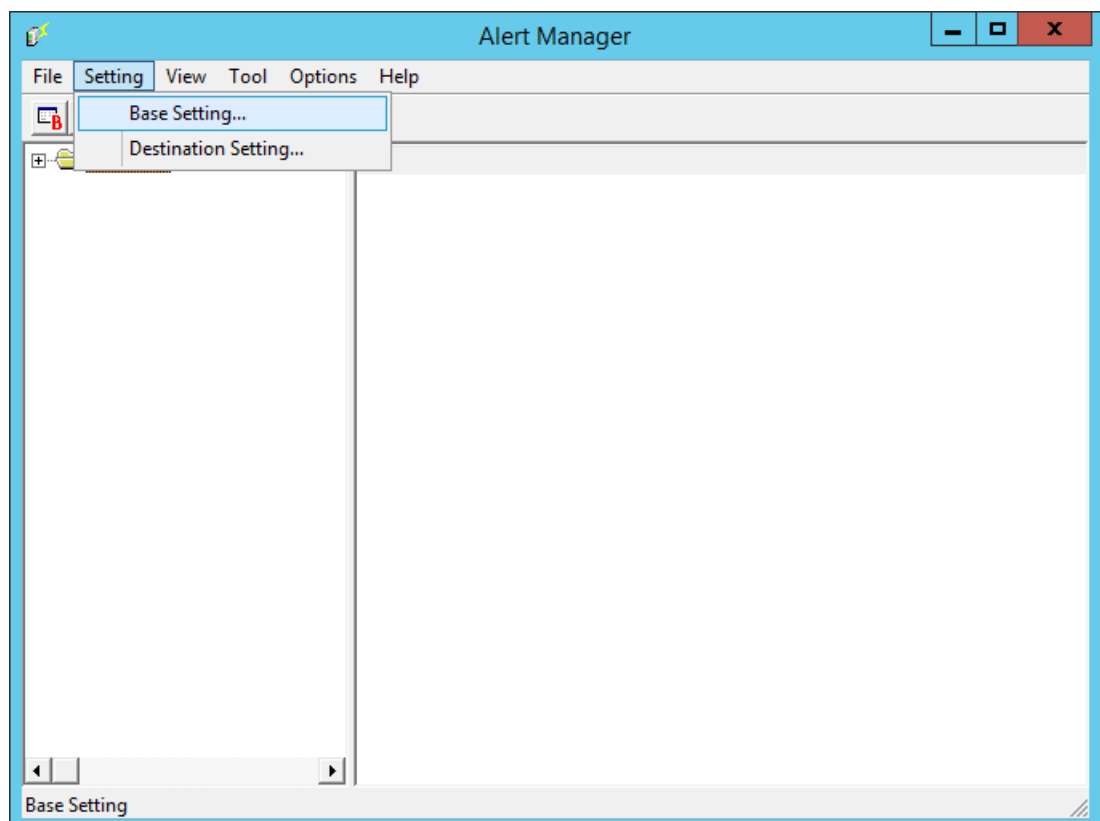 Alert Manager
File Setting View Tool Options Help
B
Base Setting...
Destination Setting...
Base Setting